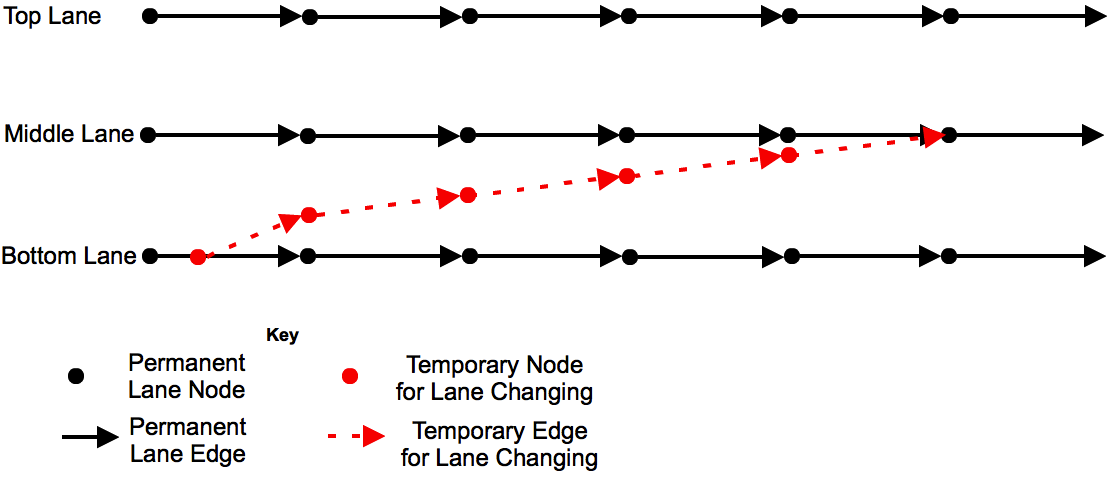 Top Lane
Middle Lane
Bottom Lane
Key
Permanent
Lane Node
Temporary Node
for Lane Changing
Permanent
Lane Edge
Temporary Edge
for Lane Changing